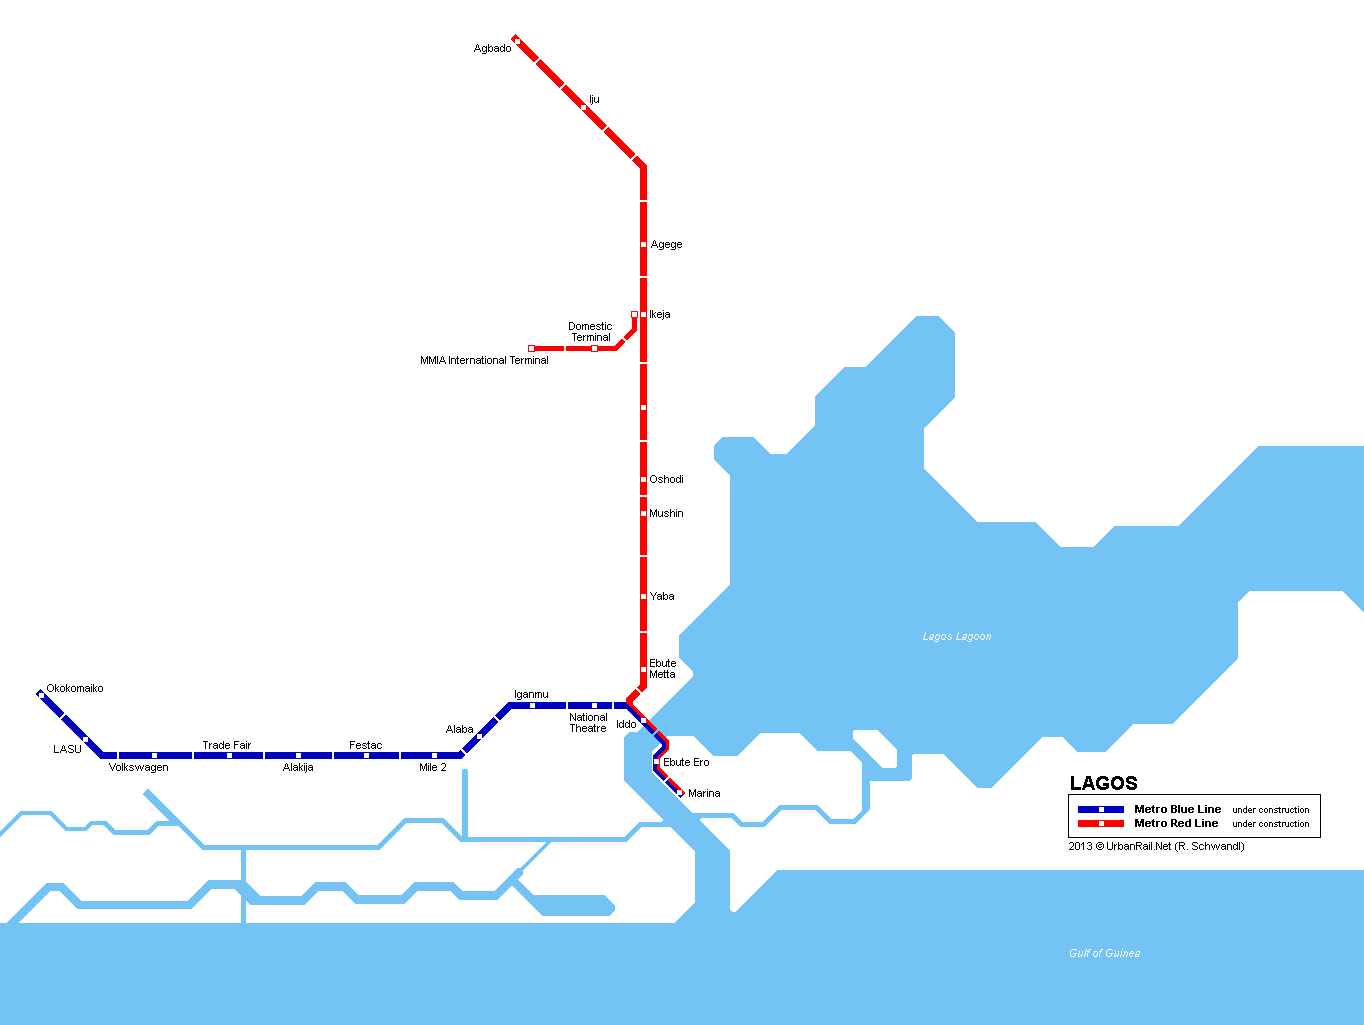 Agbado
Iju
Agege
Ikeja
Domestic
Terminal
MMIA International Terminal
Oshodi
Mushin
Yaba
Lagos Lagoon
Ebute
Metta
Okokomaiko
Iganmu
National
Theatre
Iddo
Alaba
LASU
Trade Fair
Festac
Volkswagen
Alakija
Mile 2
Ebute Ero
Marina
LAGOS
Metro Blue Line under construction
Metro Red Line under construction
2013 © UrbanRail.Net (R. Schwandl)
Gulf of Guinea